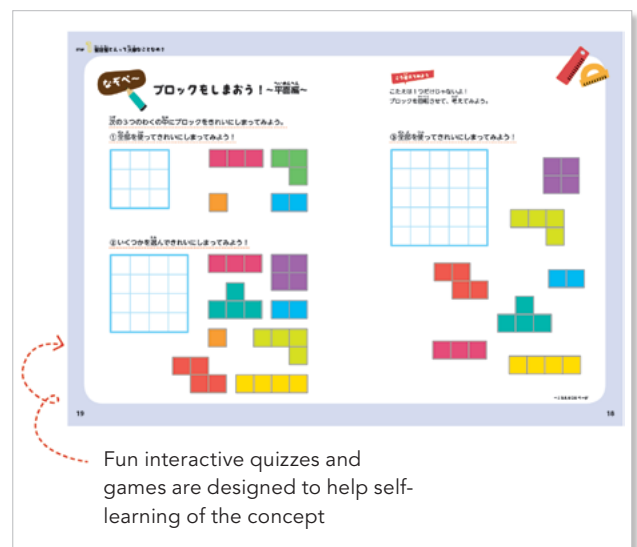 なぞペー
ブロックをしまおう！～平面編～
次の3つのわくの中にブロックをきれいにしまってみよう。
①全部を使ってきれいにしまってみよう！
②いくつかを選んできれいにしまってみよう！
こたえは1つだけじゃないよ！
ブロックを回転させて、考えてみよう。
③全部を使ってきれいにしまってみよう！
19
18
Fun interactive quizzes and
games are designed to help self-
learning of the concept